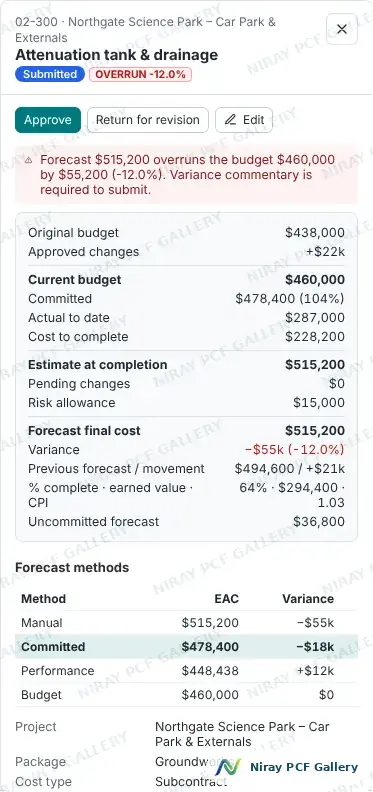 02-300 · Northgate Science Park – Car Park &
Externals
Attenuation tank & drainage
Submitted OVERRUN -12.0%
Approve Return for revision Edit
Forecast $515,200 overruns the budget $460,000
by $55,200 (-12.0%). Variance commentary is
required to submit.
Original budget $438,000
Approved changes +$22k
Current budget $460,000
Committed $478,400 (104%)
Actual to date $287,000
Cost to complete $228,200
Estimate at completion $515,200
Pending changes $0
Risk allowance $15,000
Forecast final cost $515,200
Variance −$55k (-12.0%)
Previous forecast / movement $494,600 / +$21k
% complete · earned value · 64% · $294,400 ·
CPI 1.03
Uncommitted forecast $36,800
Forecast methods
Method EAC Variance
Manual $515,200 −$55k
Committed $478,400 −$18k
Performance $448,438 +$12k
Budget $460,000 $0
Project Northgate Science Park – Car
Park & Externals
Package
Cost type Subcontract
Niray PCF Gallery
NIRAY PCF GALLERY